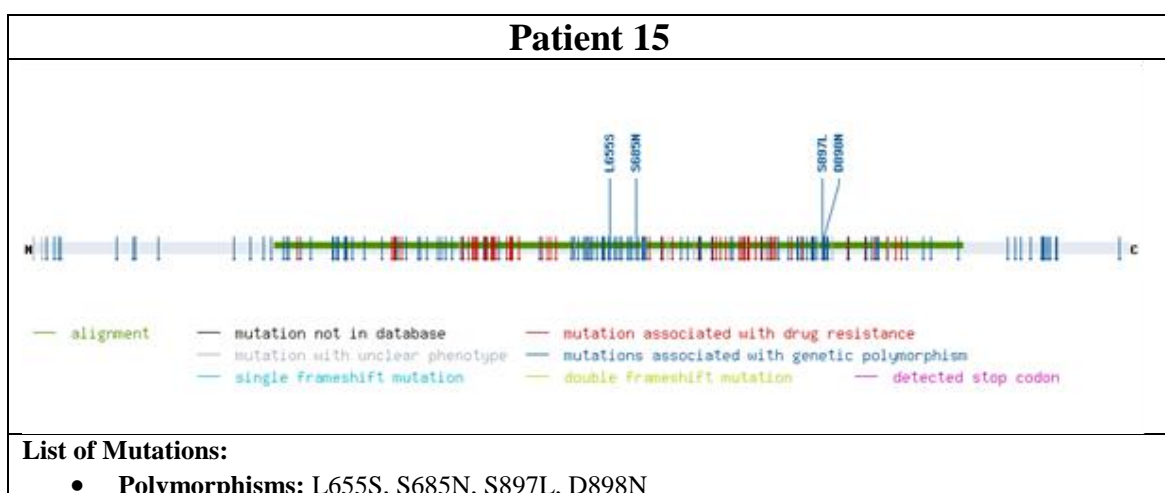 Patient 15
L655S
S685N
S897L
D898N
N
C
alignment
mutation not in database
mutation associated with drug resistance
mutation with unclear phenotype
mutations associated with genetic polymorphism
single frameshift mutation
double frameshift mutation
detected stop codon
List of Mutations:
• Polymorphisms: L655S, S685N, S897L, D898N